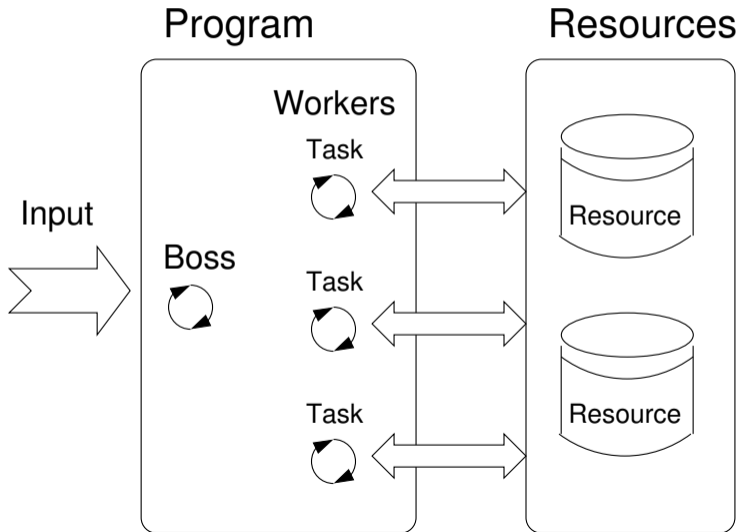 Program
Resources
Workers
Task
Resource
Input
Boss
Task
Task
Resource